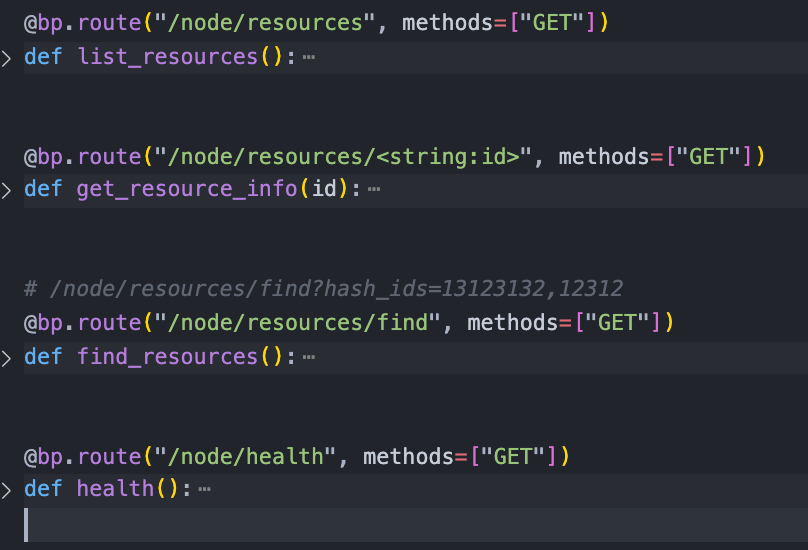 @bp.route("/node/resources", methods=["GET"])
def list_resources():…
@bp.route("/node/resources/<string:id>", methods=["GET"])
def get_resource_info(id):…
# /node/resources/find?hash_ids=13123132,12312
@bp.route("/node/resources/find", methods=["GET"])
def find_resources():…
@bp.route("/node/health", methods=["GET"])
def health():…